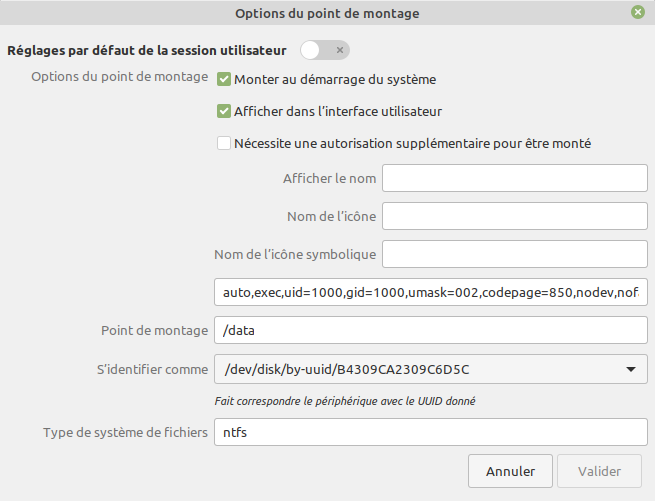 Options du point de montage
Réglages par défaut de la session utilisateur
Options du point de montage
Monter au démarrage du système
Afficher dans l'interface utilisateur
Nécessite une autorisation supplémentaire pour être monté
Afficher le nom
Nom de l'icône
Nom de l'icône symbolique
auto,exec,uid=1000,gid=1000,umask=002,codepage=850,nodev,nof
Point de montage
/data
S'identifier comme
/dev/disk/by-uuid/B4309CA2309C6D5C
Fait correspondre le périphérique avec le UUID donné
Type de système de fichiers
ntfs
Annuler
Valider